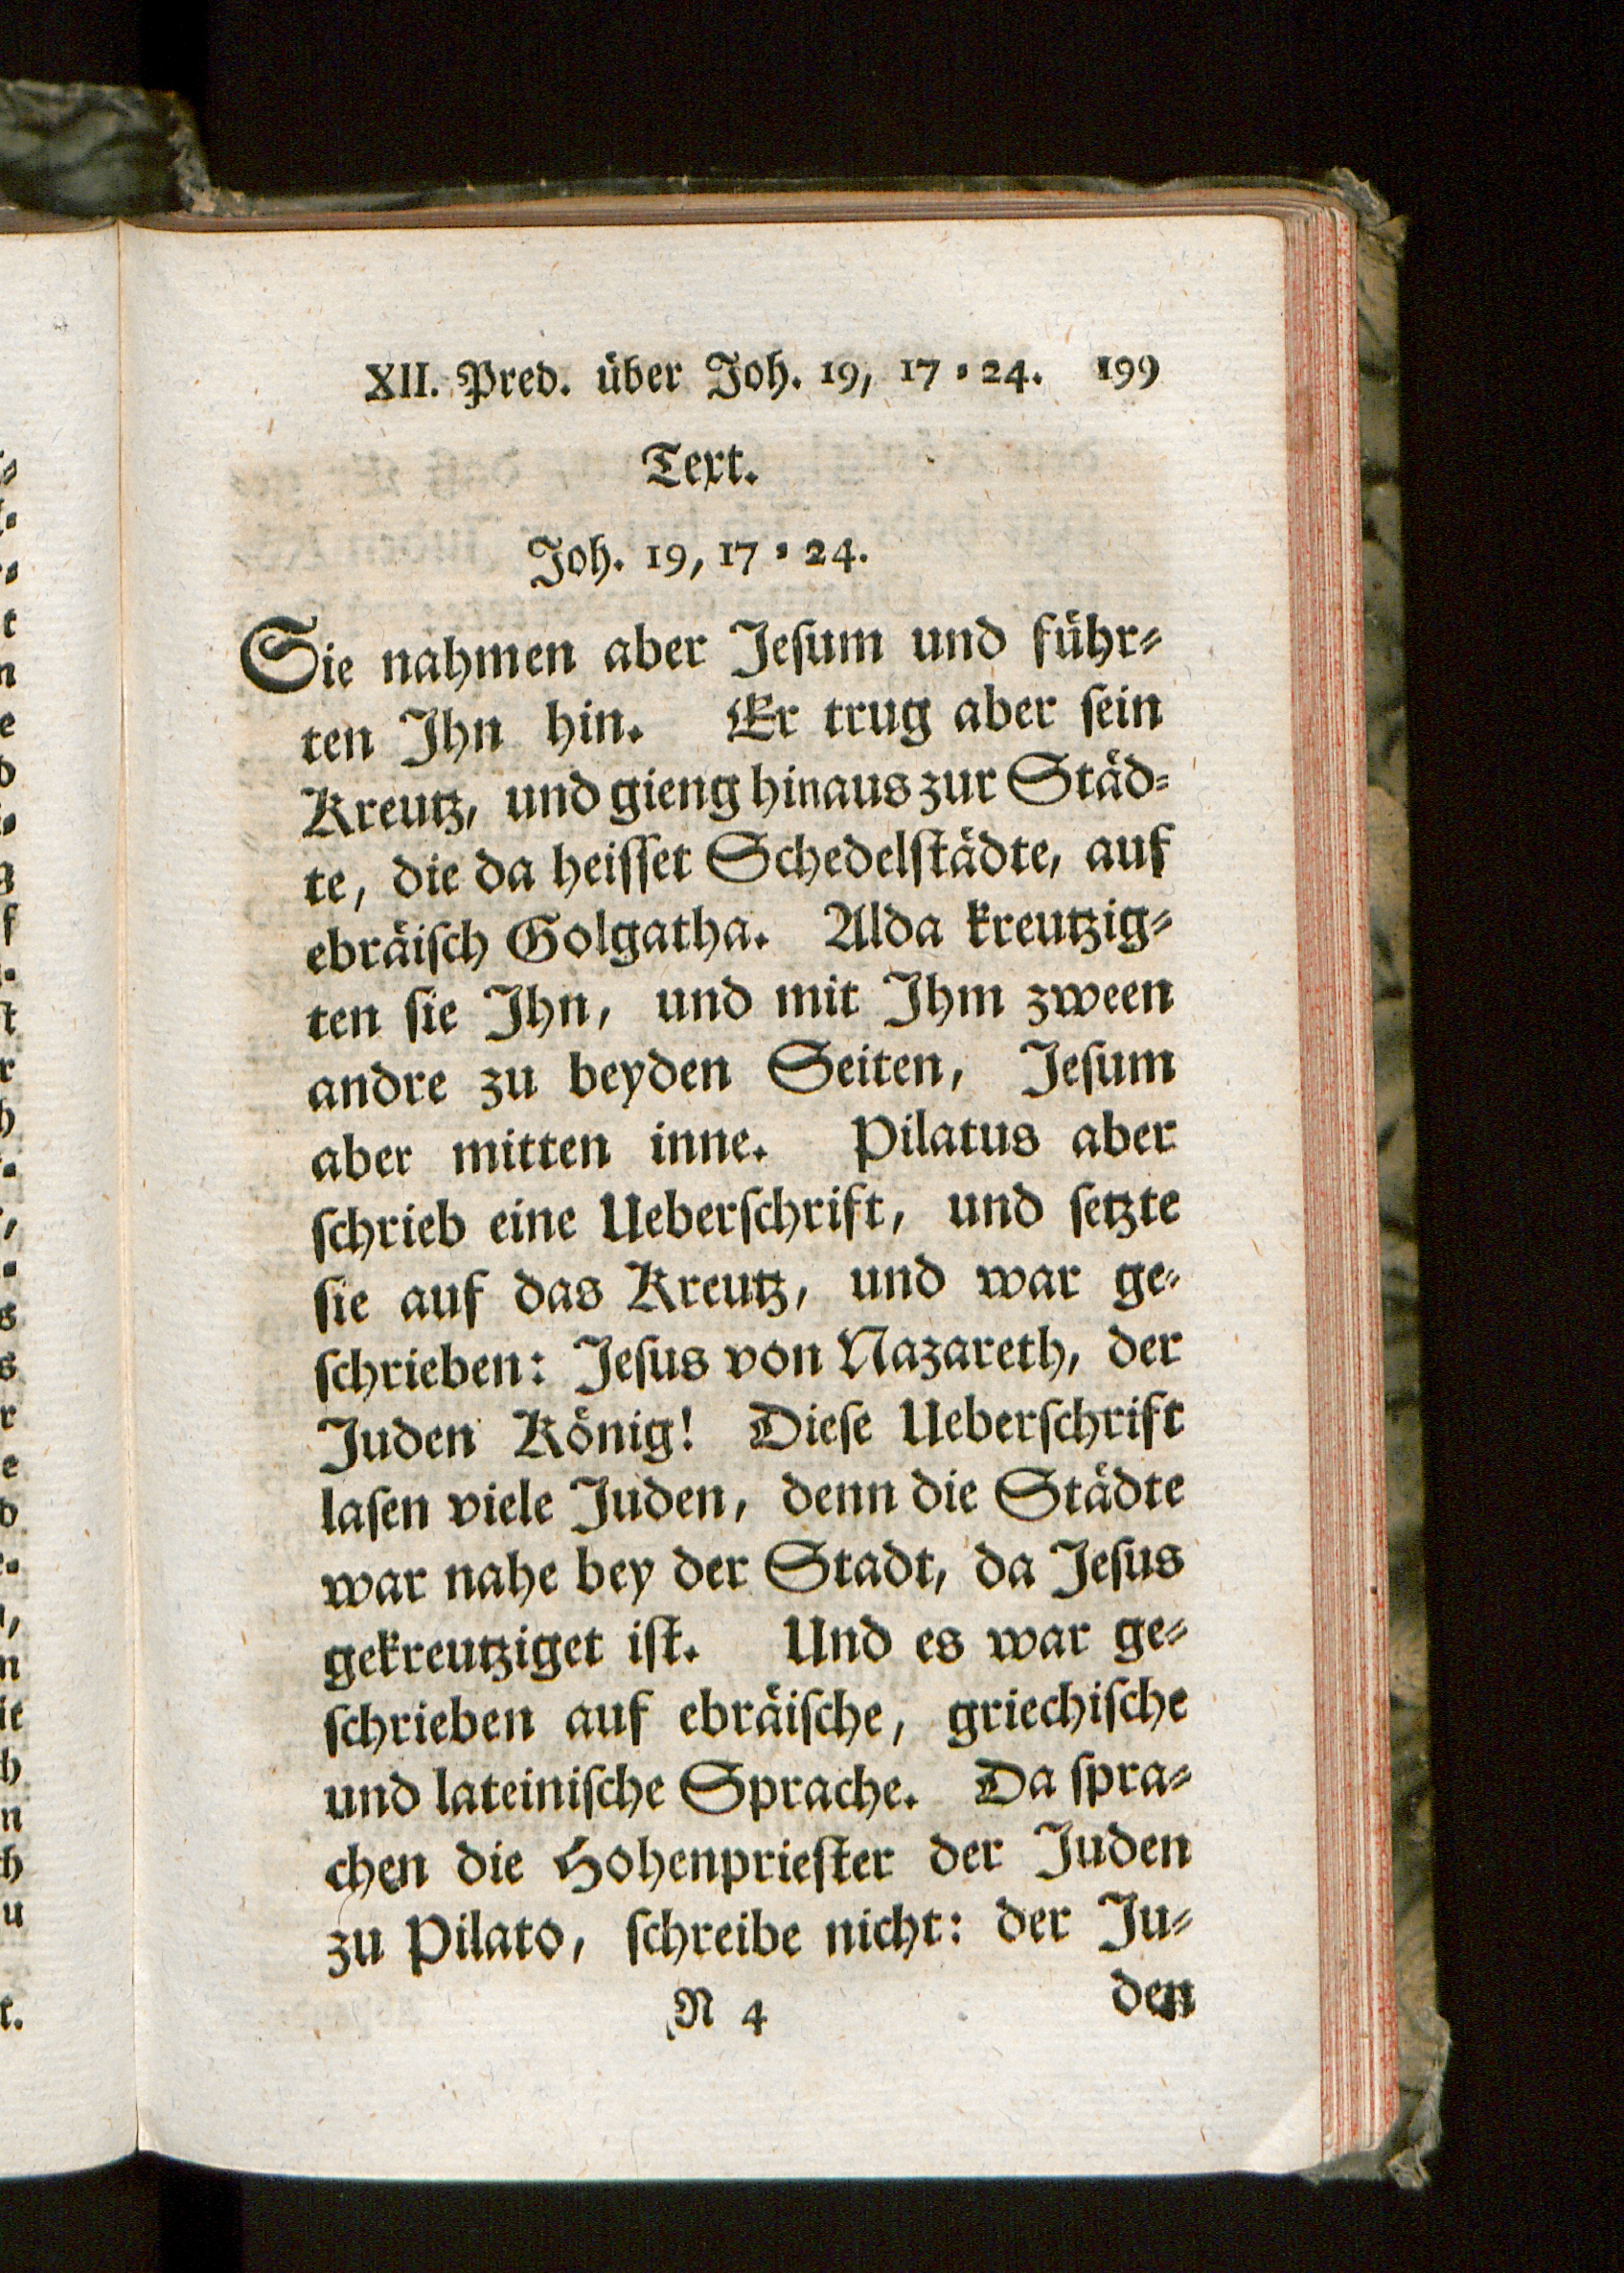 XII. Pred. über Joh. 19, 17-24. 199
Text.
Joh. 19, 17-24.
Sie nahmen aber Jeſum und führ-
ten Ihn hin. Er trug aber ſein
Kreutz, und gieng hinaus zur Städ-
te, die da heiſſet Schedelſtädte, auf
ebräiſch Golgatha. Alda kreutzig-
ten ſie Ihn, und mit Ihm zween
andre zu beyden Seiten, Jeſum
aber mitten inne. Pilatus aber
ſchrieb eine Ueberſchrift, und ſetzte
ſie auf das Kreutz, und war ge-
ſchrieben: Jeſus von Nazareth, der
Juden König! Dieſe Ueberſchrift
laſen viele Juden, denn die Städte
war nahe bey der Stadt, da Jeſus
gekreutziget iſt. Und es war ge-
ſchrieben auf ebräiſche, griechiſche
und lateiniſche Sprache. Da ſpra-
chen die Hohenprieſter der Juden
zu Pilato, ſchreibe nicht: der Ju-
N 4 den